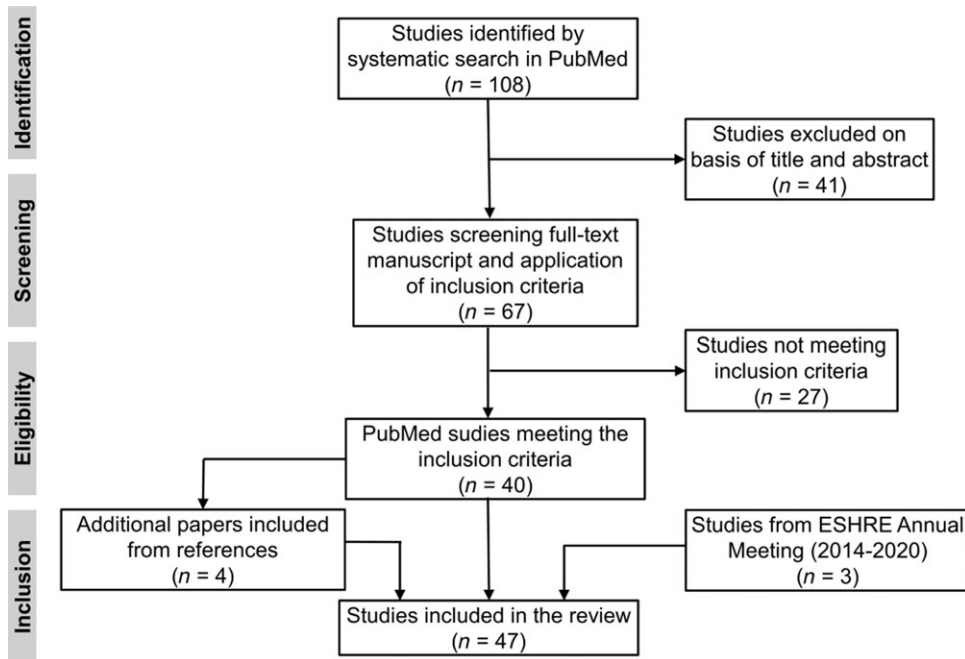 Identification
Studies identified by
systematic search in PubMed
(n = 108)
Studies excluded on
basis of title and abstract
(n = 41)
Screening
Studies screening full-text
manuscript and application
of inclusion criteria
(n = 67)
Studies not meeting
inclusion criteria
(n = 27)
Eligibility
PubMed sudies meeting the
inclusion criteria
(n = 40)
Inclusion
Additional papers included
from references
(n = 4)
Studies from ESHRE Annual
Meeting (2014-2020)
(n = 3)
Studies included in the review
(n = 47)